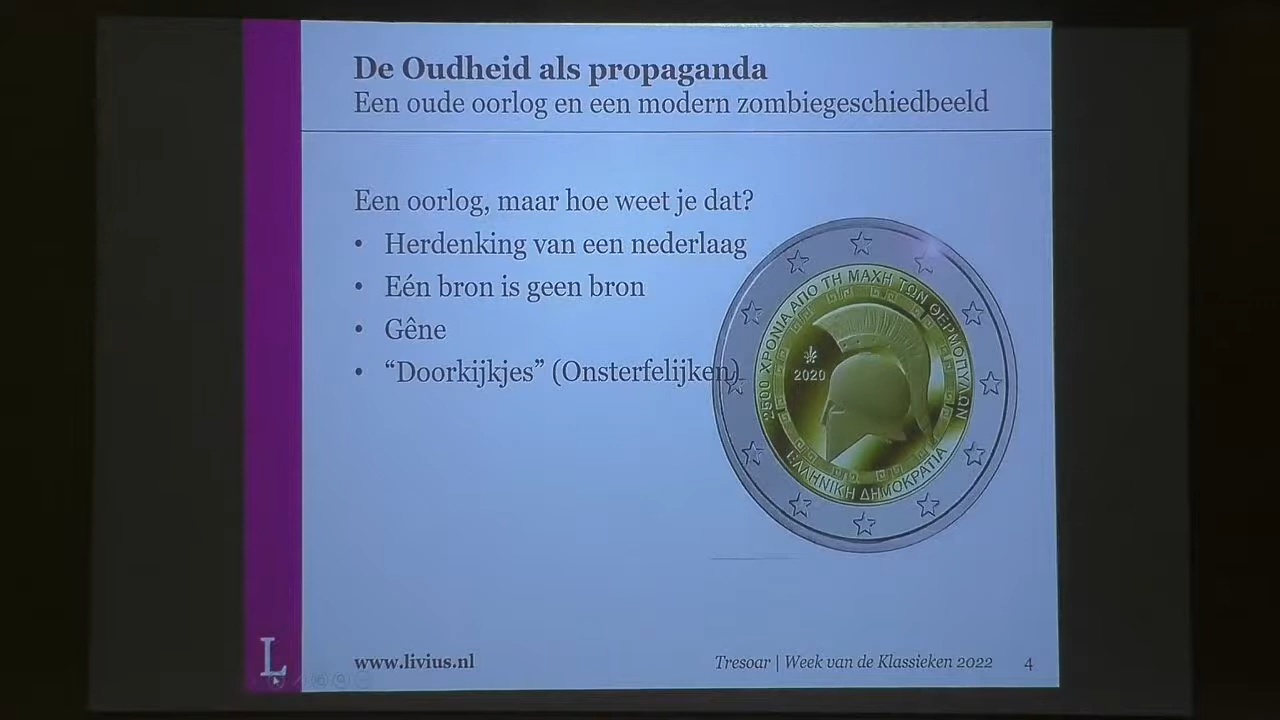 De Oudheid als propaganda
Een oude oorlog en een modern zombiegeschiedbeeld
Een oorlog, maar hoe weet je dat?
• Herdenking van een nederlaag
• Eén bron is geen bron
• Gêne
• “Doorkijkjes” (Onsterfelijken)
2500 ΧΡΟΝΙΑ ΑΠΟ ΤΗ ΜΑΧΗ ΤΩΝ ΘΕΡΜΟΠΥΛΩΝ
2020
ΕΛΛΗΝΙΚΗ ΔΗΜΟΚΡΑΤΙΑ
L
www.livius.nl
Tresoar | Week van de Klassieken 2022
4